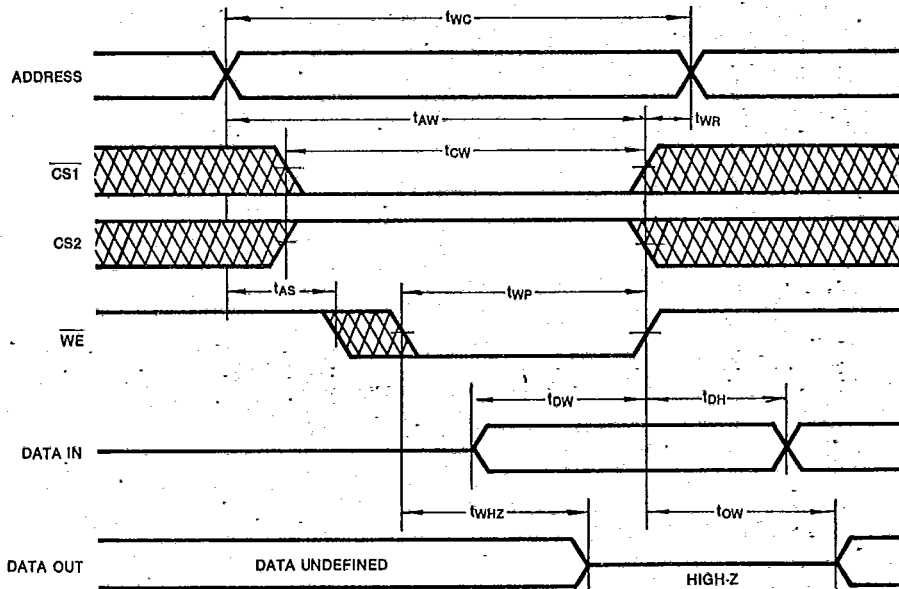 tWC
ADDRESS
tAW
tWR
tCW
CS1
CS2
tAS
tWP
WE
tDW
tDH
DATA IN
tWHZ
tOW
DATA OUT
DATA UNDEFINED
HIGH-Z